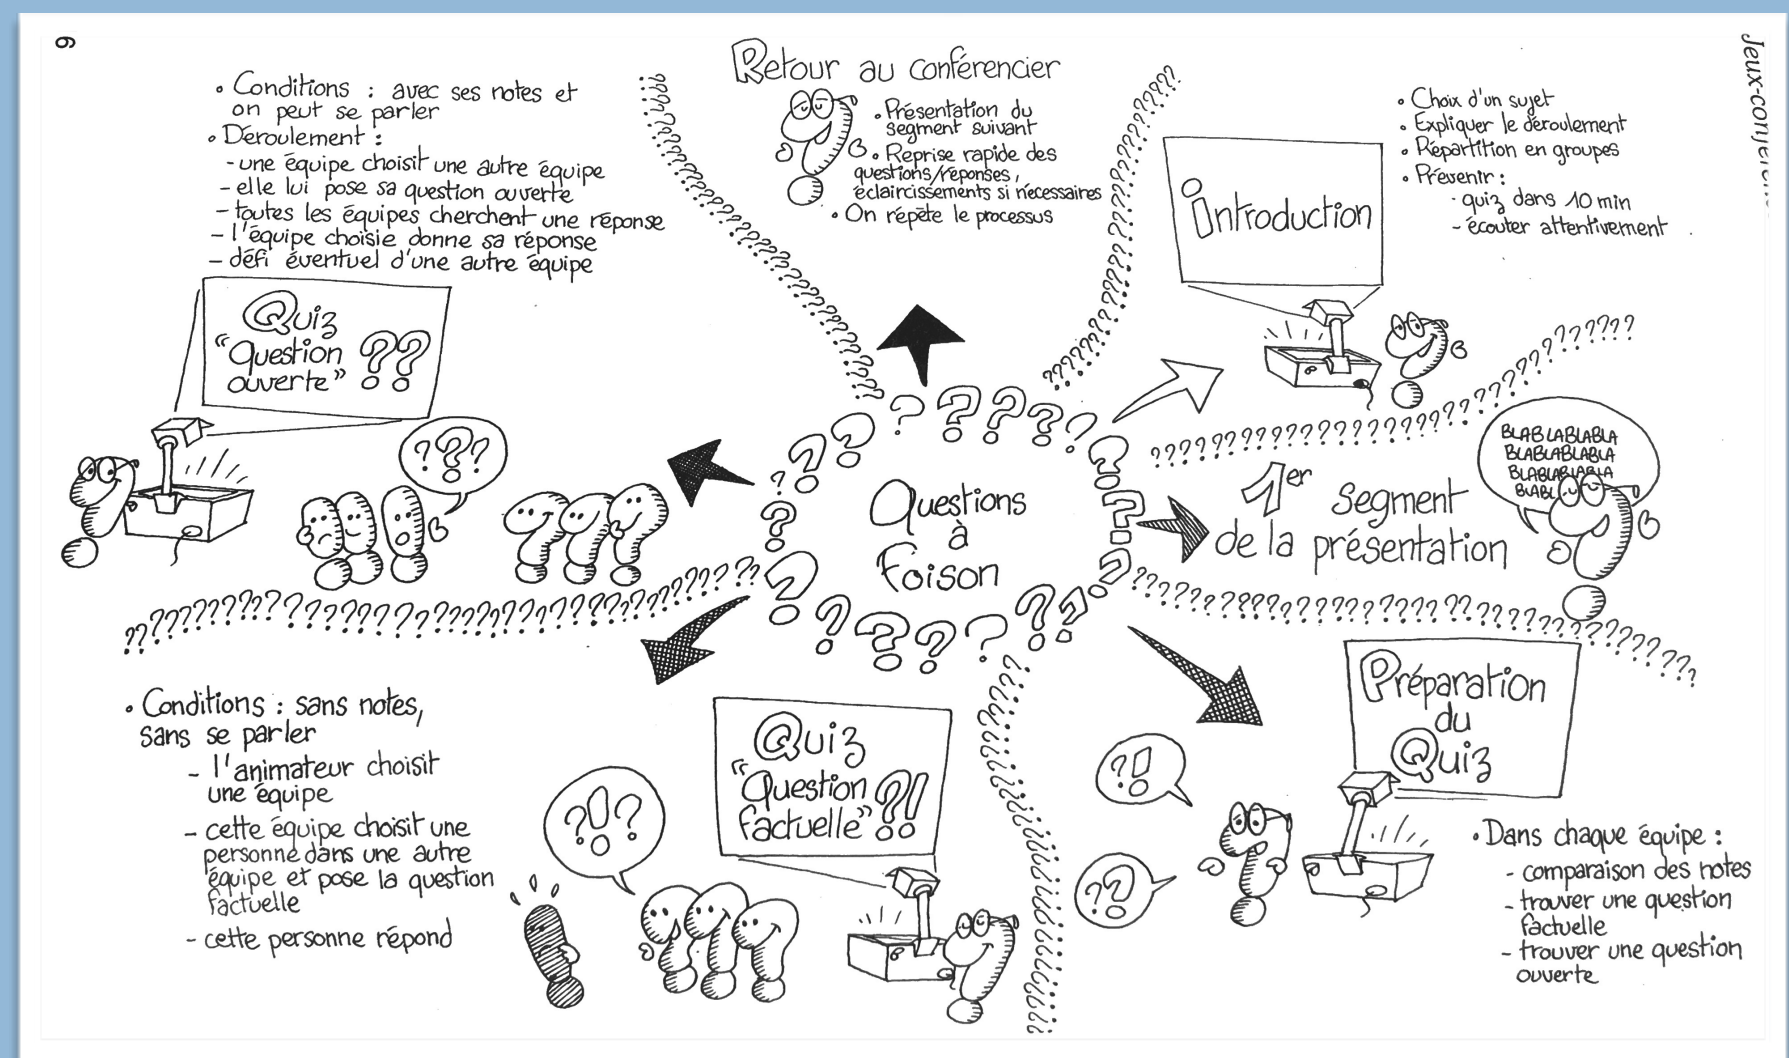 6
Jeux-conférences
Questions
à
Foison
Introduction
• Choix d'un sujet
• Expliquer le déroulement
• Répartition en groupes
• Prévenir :
- quiz dans 10 min
- écouter attentivement
1er Segment
de la présentation
BLABLABLABLA
BLABLABLABLA
BLABLABLABLA
BLABL
Préparation
du
Quiz
• Dans chaque équipe :
- comparaison des notes
- trouver une question
factuelle
- trouver une question
ouverte
?!
??
Quiz
"Question
factuelle" ?!
?!?
• Conditions : sans notes,
sans se parler
- l'animateur choisit
une équipe
- cette équipe choisit une
personne dans une autre
équipe et pose la question
factuelle
- cette personne répond
Quiz
"Question
ouverte" ??
???
• Conditions : avec ses notes et
on peut se parler
• Déroulement :
- une équipe choisit une autre équipe
- elle lui pose sa question ouverte
- toutes les équipes cherchent une réponse
- l'équipe choisie donne sa réponse
- défi éventuel d'une autre équipe
Retour au conférencier
• Présentation du
segment suivant
• Reprise rapide des
questions/réponses,
éclaircissements si nécessaires
• On répète le processus